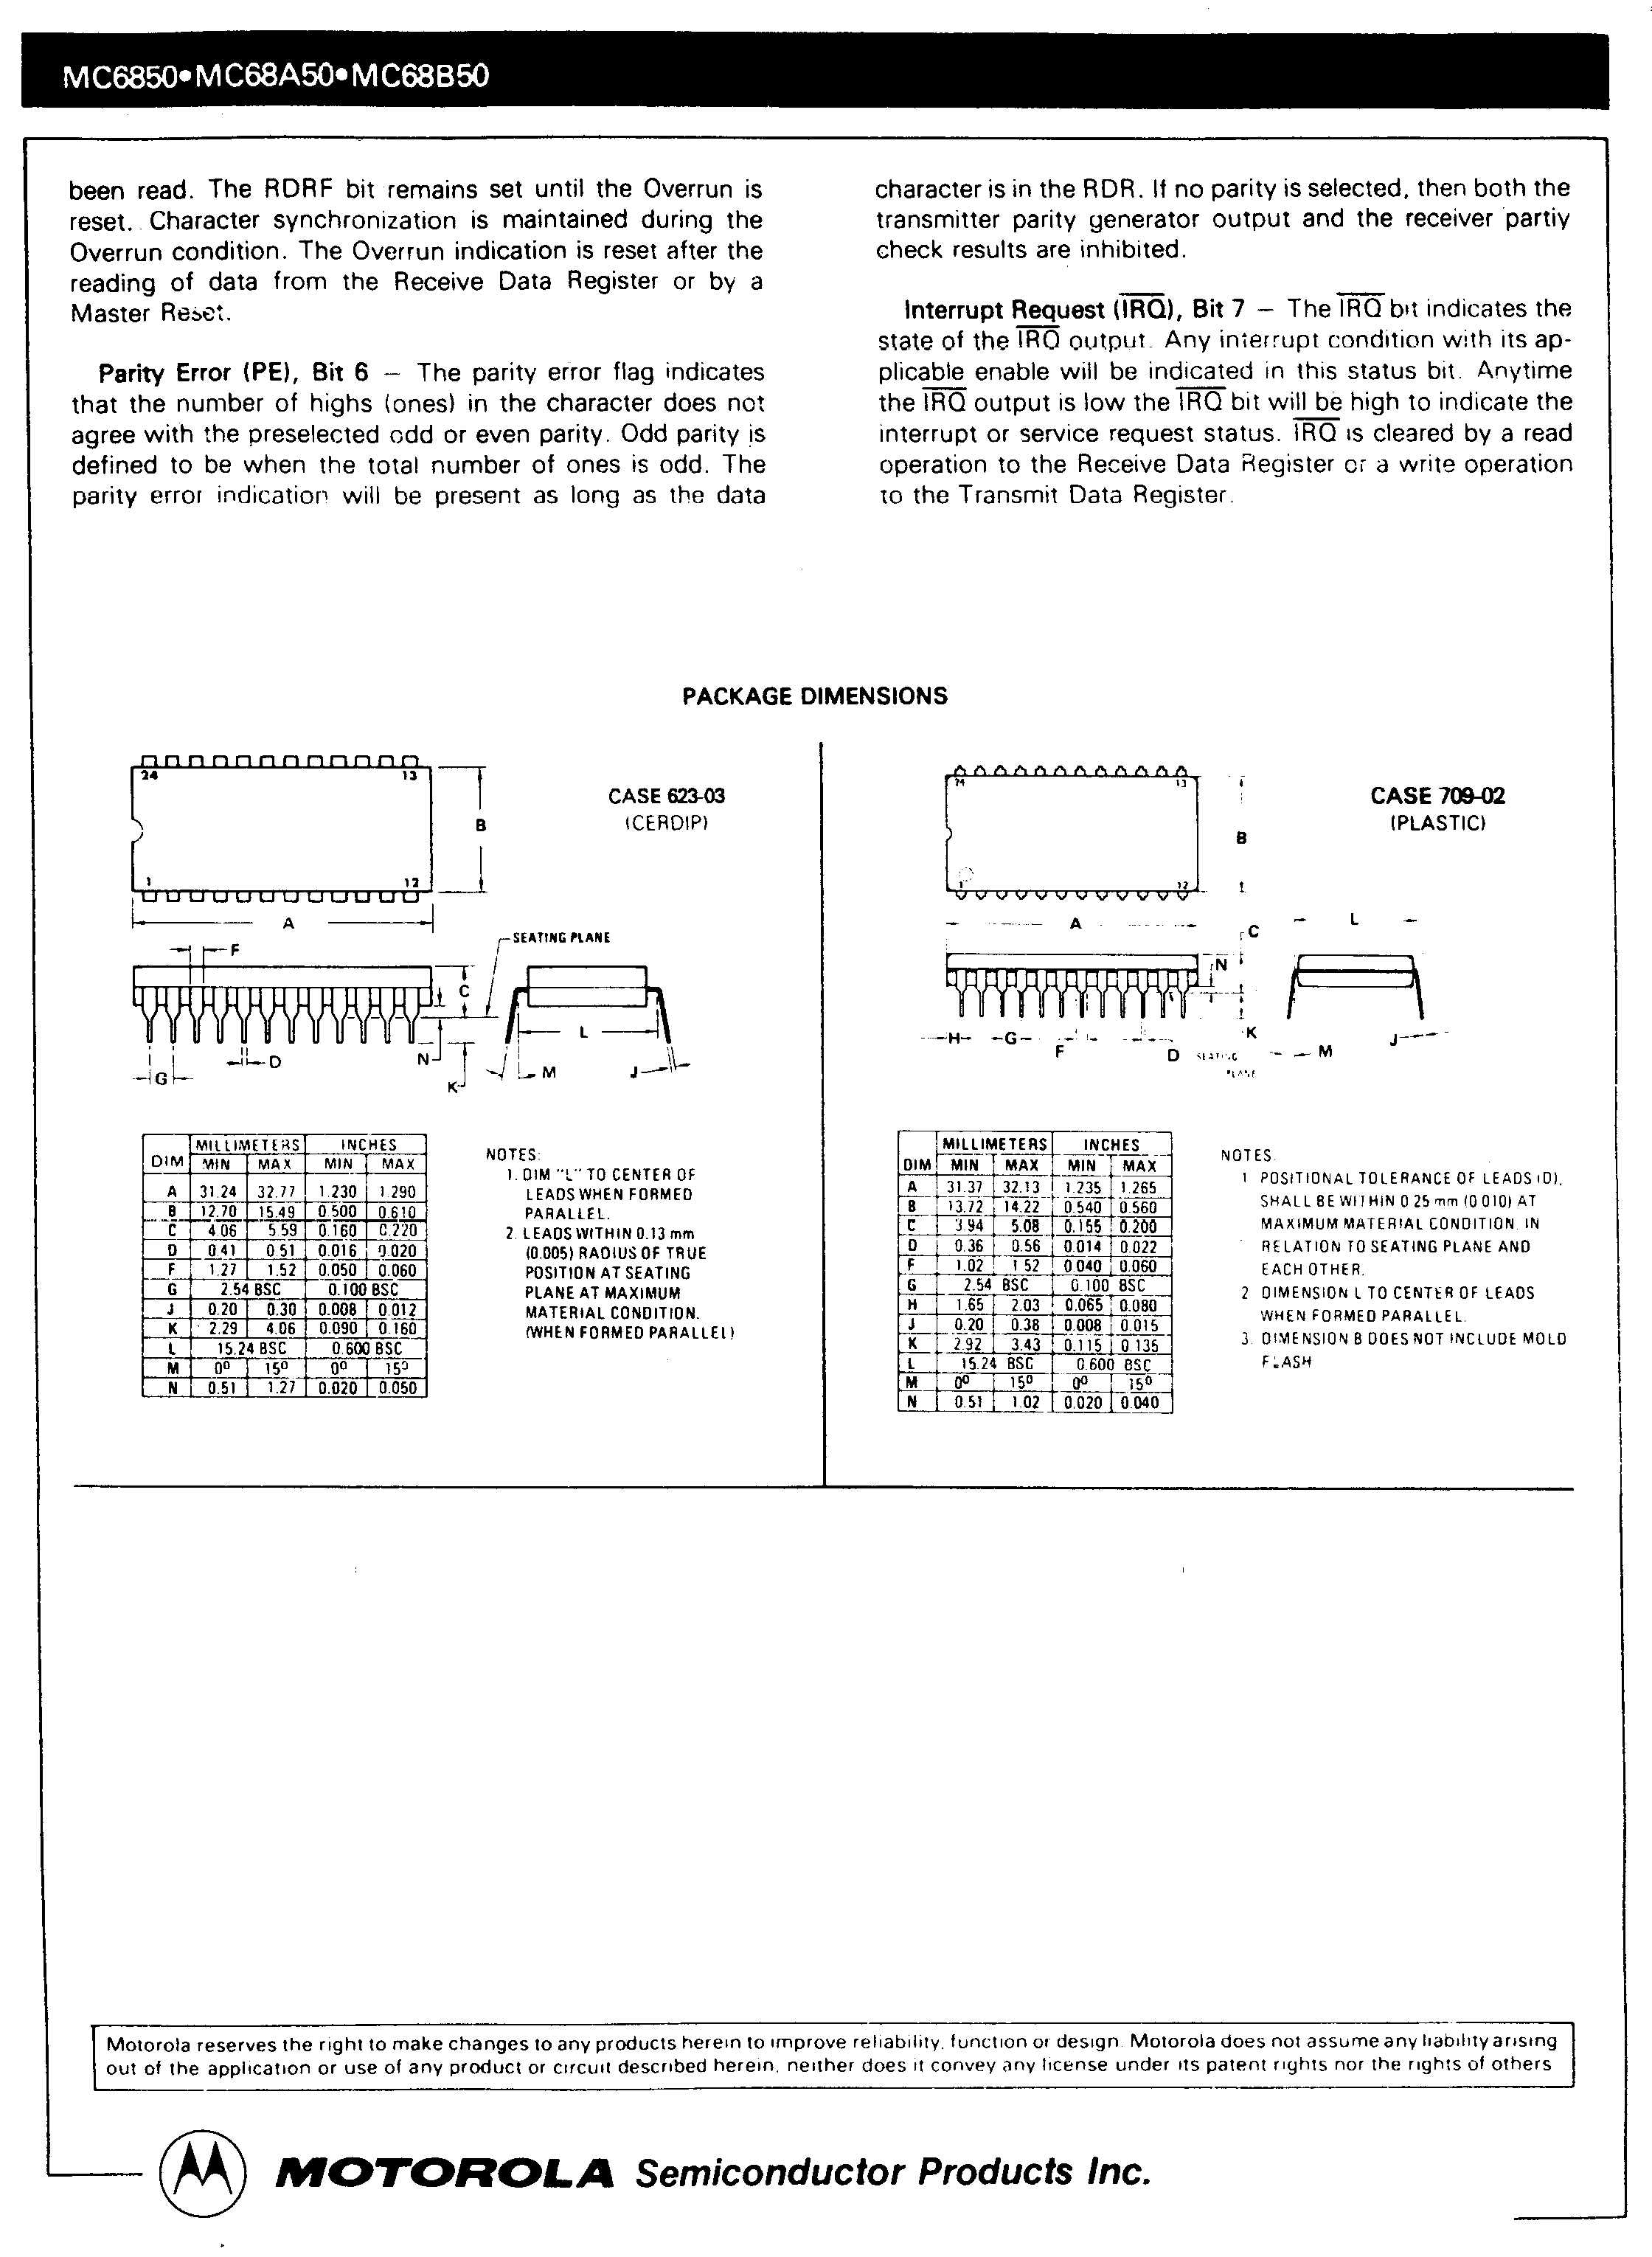 MC6850•MC68A50•MC68B50
been read. The RDRF bit remains set until the Overrun is
reset. Character synchronization is maintained during the
Overrun condition. The Overrun indication is reset after the
reading of data from the Receive Data Register or by a
Master Reset.
Parity Error (PE), Bit 6 — The parity error flag indicates
that the number of highs (ones) in the character does not
agree with the preselected odd or even parity. Odd parity is
defined to be when the total number of ones is odd. The
parity error indication will be present as long as the data
character is in the RDR. If no parity is selected, then both the
transmitter parity generator output and the receiver partiy
check results are inhibited.
Interrupt Request (I̅R̅Q̅), Bit 7 — The I̅R̅Q̅ bit indicates the
state of the I̅R̅Q̅ output. Any interrupt condition with its ap-
plicable enable will be indicated in this status bit. Anytime
the I̅R̅Q̅ output is low the I̅R̅Q̅ bit will be high to indicate the
interrupt or service request status. I̅R̅Q̅ is cleared by a read
operation to the Receive Data Register or a write operation
to the Transmit Data Register.
PACKAGE DIMENSIONS
24 13
1 12
B
A
CASE 623-03
(CERDIP)
F
SEATING PLANE
C
L
N
D
G
K
M
J
DIM MILLIMETERS INCHES
MIN MAX MIN MAX
A 31.24 32.77 1.230 1.290
B 12.70 15.49 0.500 0.610
C 4.06 5.59 0.160 0.220
D 0.41 0.51 0.016 0.020
F 1.27 1.52 0.050 0.060
G 2.54 BSC 0.100 BSC
J 0.20 0.30 0.008 0.012
K 2.29 4.06 0.090 0.160
L 15.24 BSC 0.600 BSC
M 0° 15° 0° 15°
N 0.51 1.27 0.020 0.050
NOTES:
1. DIM "L" TO CENTER OF
LEADS WHEN FORMED
PARALLEL.
2. LEADS WITHIN 0.13 mm
(0.005) RADIUS OF TRUE
POSITION AT SEATING
PLANE AT MAXIMUM
MATERIAL CONDITION.
(WHEN FORMED PARALLEL)
24 13
1 12
B
A
CASE 709-02
(PLASTIC)
L
C
N
H
G
F
D
SEATING
PLANE
K
M
J
DIM MILLIMETERS INCHES
MIN MAX MIN MAX
A 31.37 32.13 1.235 1.265
B 13.72 14.22 0.540 0.560
C 3.94 5.08 0.155 0.200
D 0.36 0.56 0.014 0.022
F 1.02 1.52 0.040 0.060
G 2.54 BSC 0.100 BSC
H 1.65 2.03 0.065 0.080
J 0.20 0.38 0.008 0.015
K 2.92 3.43 0.115 0.135
L 15.24 BSC 0.600 BSC
M 0° 15° 0° 15°
N 0.51 1.02 0.020 0.040
NOTES
1 POSITIONAL TOLERANCE OF LEADS (D),
SHALL BE WITHIN 0.25 mm (0.010) AT
MAXIMUM MATERIAL CONDITION, IN
RELATION TO SEATING PLANE AND
EACH OTHER.
2 DIMENSION L TO CENTER OF LEADS
WHEN FORMED PARALLEL.
3. DIMENSION B DOES NOT INCLUDE MOLD
FLASH
Motorola reserves the right to make changes to any products herein to improve reliability, function or design. Motorola does not assume any liability arising
out of the application or use of any product or circuit described herein, neither does it convey any license under its patent rights nor the rights of others
MOTOROLA Semiconductor Products Inc.